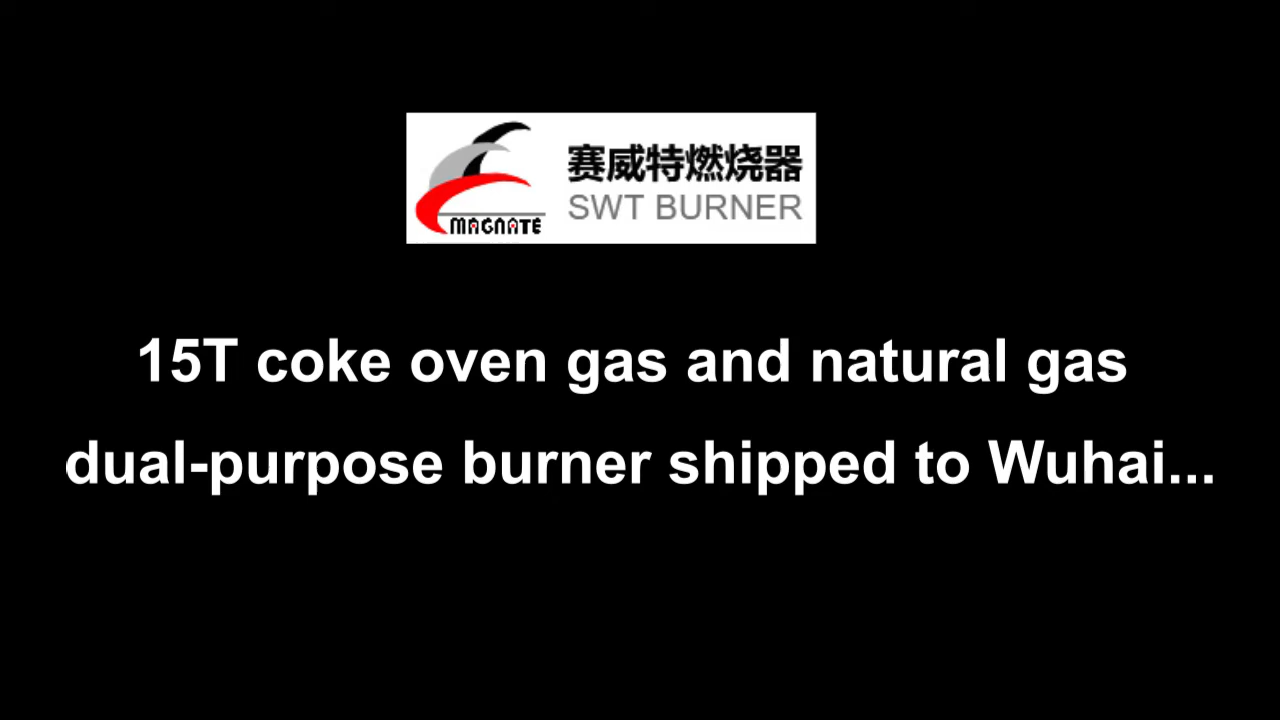 赛威特燃烧器
SWT BURNER
MAGNATE
15T coke oven gas and natural gas
dual-purpose burner shipped to Wuhai...